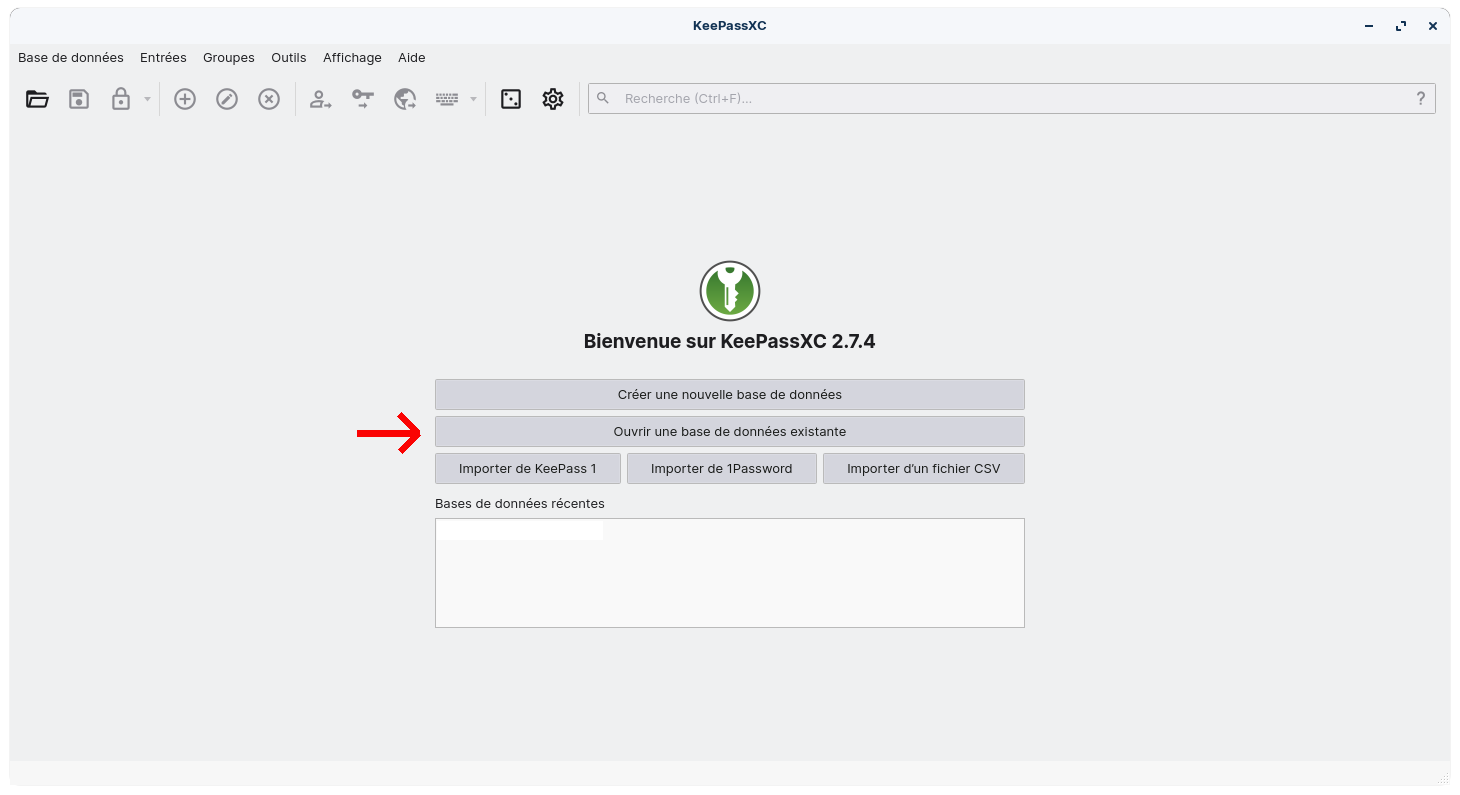 KeePassXC
Base de données Entrées Groupes Outils Affichage Aide
Recherche (Ctrl+F)... ?
Bienvenue sur KeePassXC 2.7.4
Créer une nouvelle base de données
Ouvrir une base de données existante
Importer de KeePass 1 Importer de 1Password Importer d’un fichier CSV
Bases de données récentes